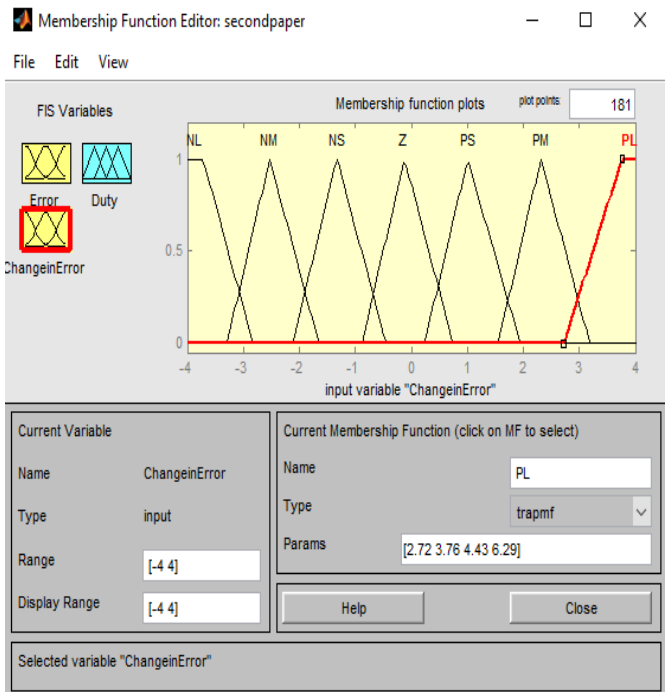 Membership Function Editor: secondpaper
File Edit View
FIS Variables
Membership function plots
plot points:
181
Error
Duty
ChangeinError
NL NM NS Z PS PM PL
1
0.5
0
-4 -3 -2 -1 0 1 2 3 4
input variable "ChangeinError"
Current Variable
Name ChangeinError
Type input
Range [-4 4]
Display Range [-4 4]
Current Membership Function (click on MF to select)
Name PL
Type trapmf
Params [2.72 3.76 4.43 6.29]
Help Close
Selected variable "ChangeinError"